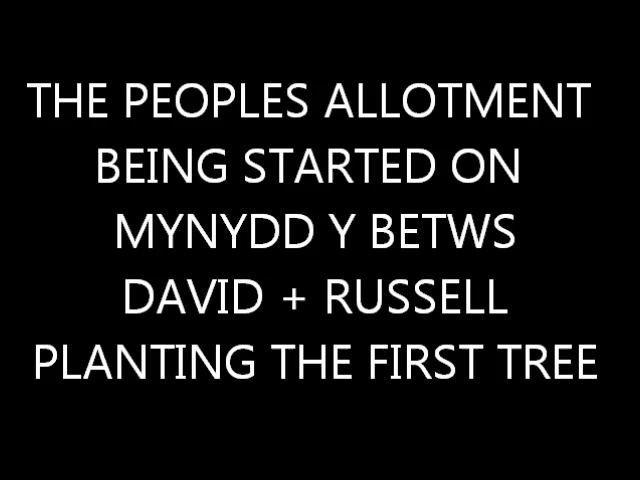 THE PEOPLES ALLOTMENT
BEING STARTED ON
MYNYDD Y BETWS
DAVID + RUSSELL
PLANTING THE FIRST TREE